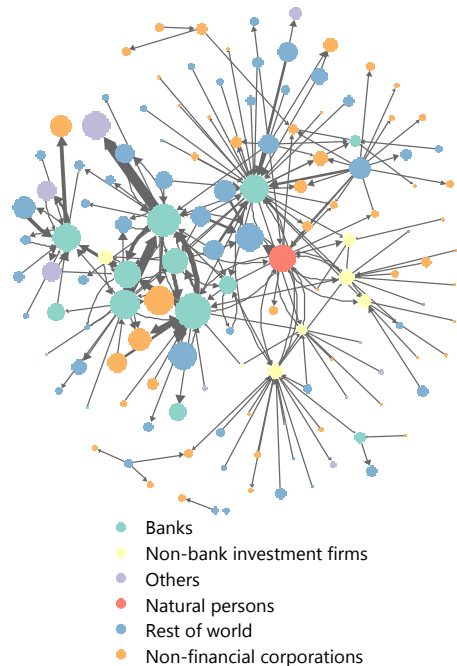 Banks
Non-bank investment firms
Others
Natural persons
Rest of world
Non-financial corporations